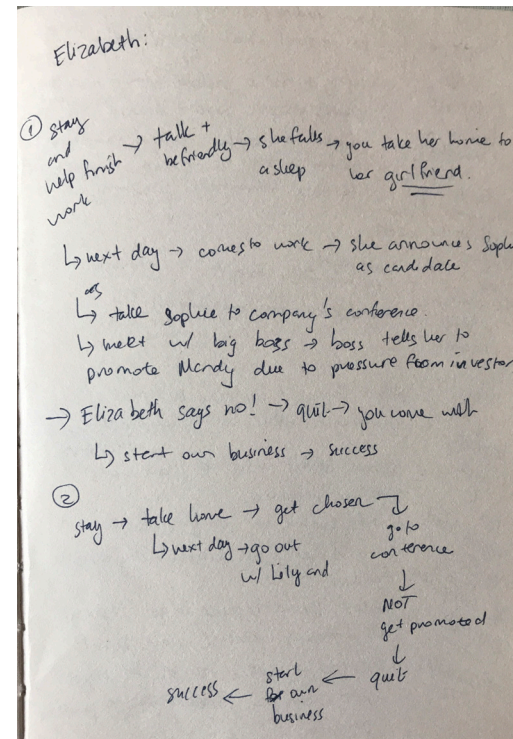 Elizabeth:
① stay and help finish work → talk + be friendly → she falls asleep → you take her home to her girlfriend.
↳ next day → comes to work → she announces Soph as candidate
↳ take Sophie to company's conference.
↳ meet w/ big boss → boss tells her to
promote Mandy due to pressure from investor
→ Elizabeth says no! → quit → you come with
↳ start own business → success
②
stay → take home → get chosen
↳ next day → go out
w/ Lily and
go to
conference
↓
NOT
get promoted
↓
quit
← start own
business
← success